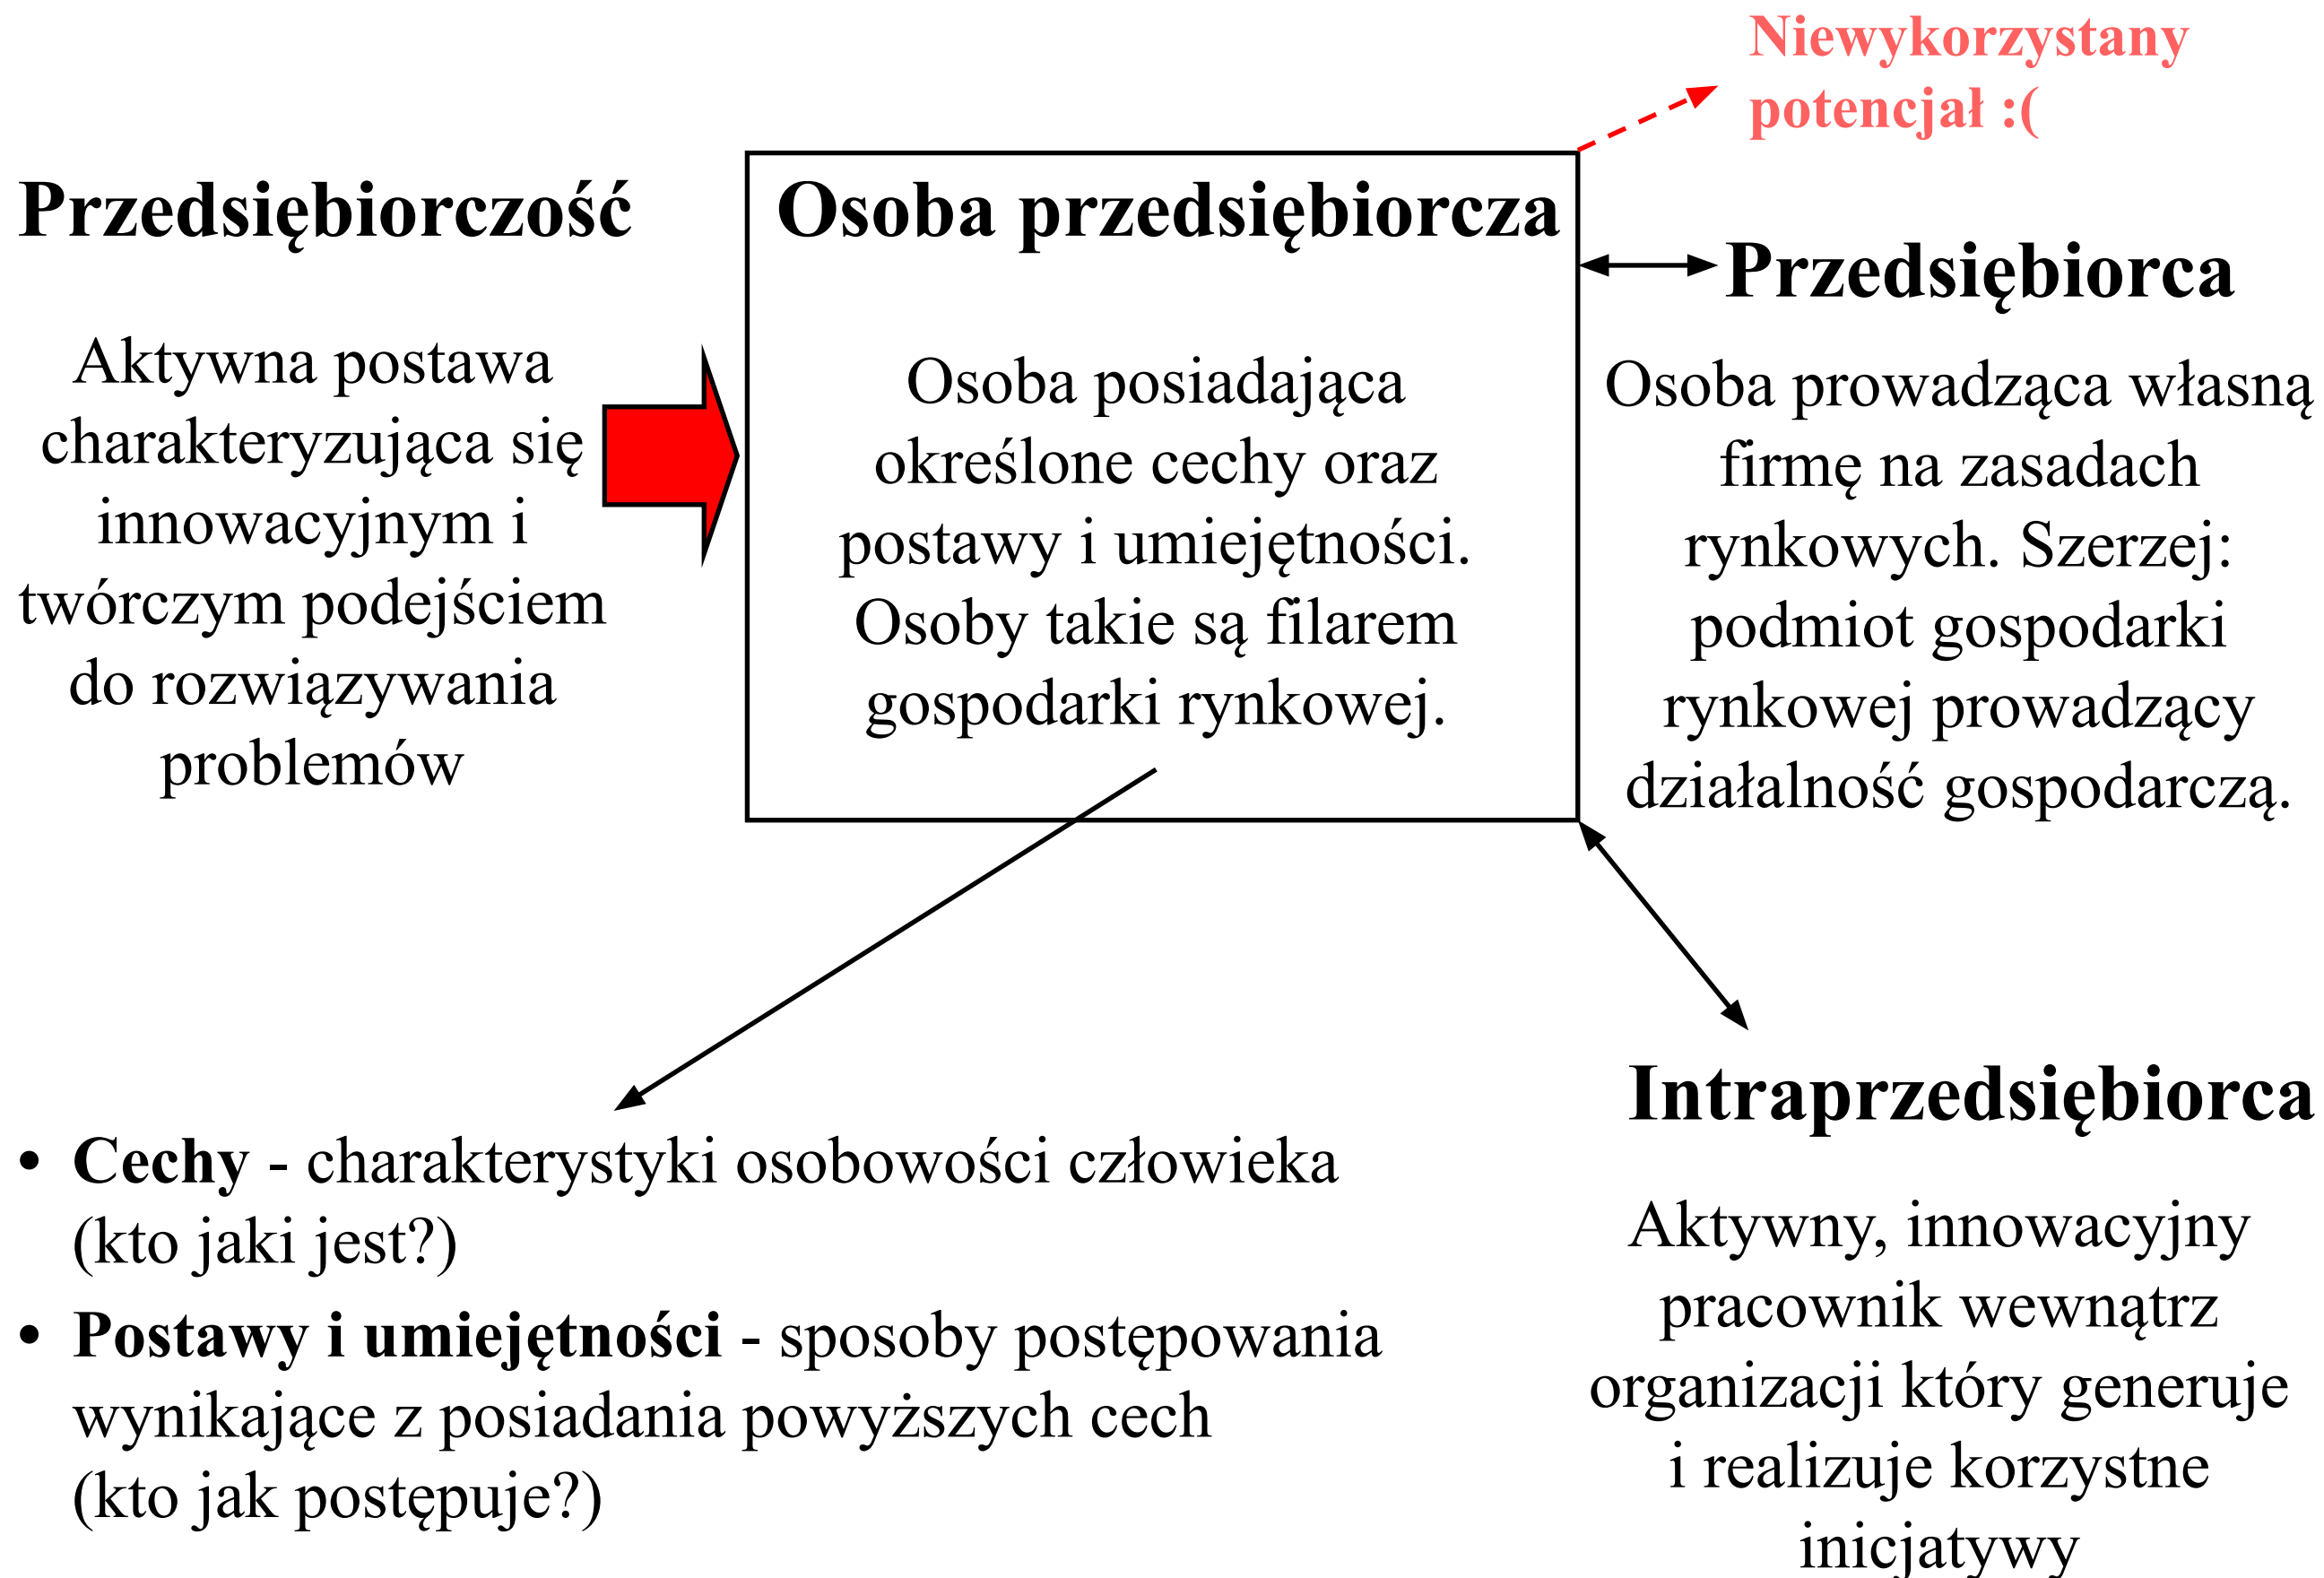 Niewykorzystany
potencjał :(
Przedsiębiorczość
Aktywna postawa
charakteryzująca się
innowacyjnym i
twórczym podejściem
do rozwiązywania
problemów
Osoba przedsiębiorcza
Osoba posiadająca
określone cechy oraz
postawy i umiejętności.
Osoby takie są filarem
gospodarki rynkowej.
Przedsiębiorca
Osoba prowadząca własną
firmę na zasadach
rynkowych. Szerzej:
podmiot gospodarki
rynkowej prowadzący
działalność gospodarczą.
• Cechy - charakterystyki osobowości człowieka
(kto jaki jest?)
• Postawy i umiejętności - sposoby postępowania
wynikające z posiadania powyższych cech
(kto jak postępuje?)
Intraprzedsiębiorca
Aktywny, innowacyjny
pracownik wewnątrz
organizacji który generuje
i realizuje korzystne
inicjatywy